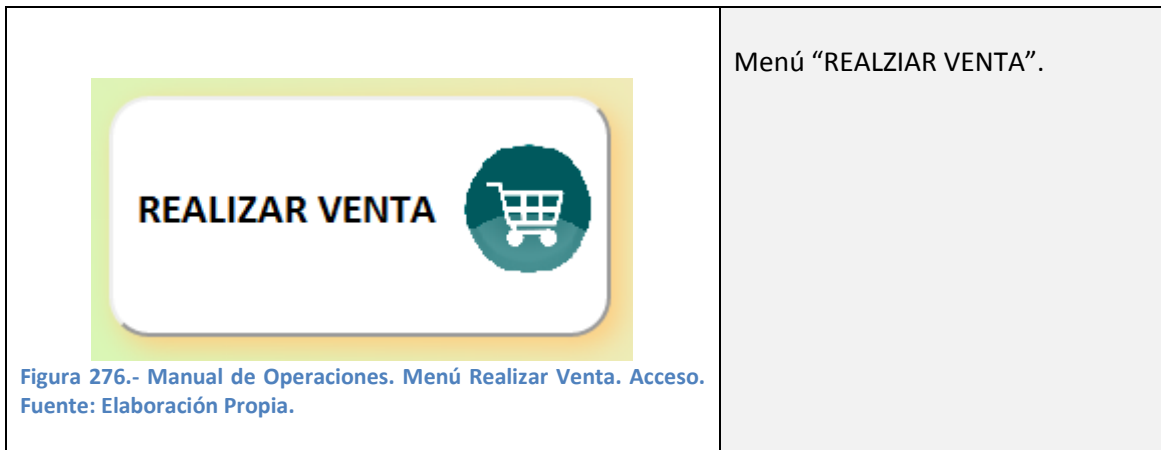 REALIZAR VENTA
Figura 276.- Manual de Operaciones. Menú Realizar Venta. Acceso.
Fuente: Elaboración Propia.
Menú “REALZIAR VENTA”.